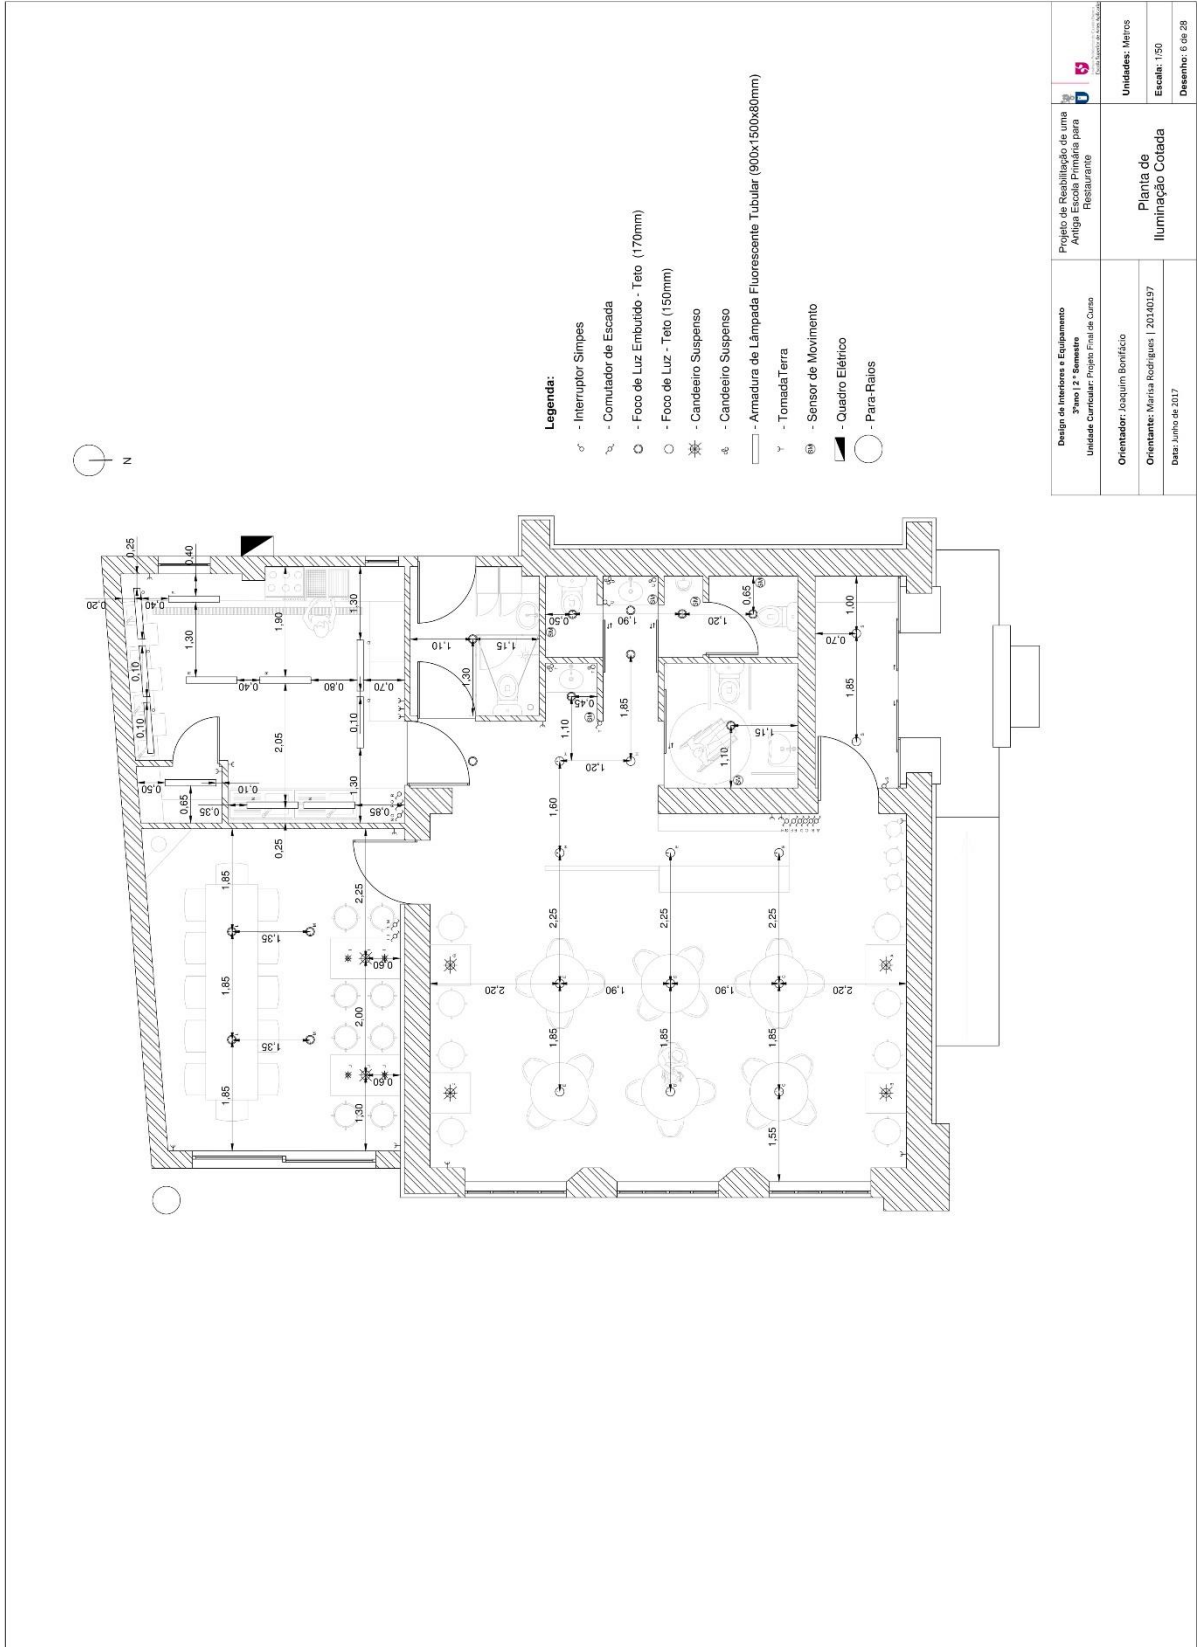 Legenda:
- Interruptor Simpes
- Comutador de Escada
- Foco de Luz Embutido - Teto (170mm)
- Foco de Luz - Teto (150mm)
- Candeeiro Suspenso
- Candeeiro Suspenso
- Armadura de Lâmpada Fluorescente Tubular (900x1500x80mm)
- TomadaTerra
- Sensor de Movimento
- Quadro Elétrico
- Para-Raios
N
0,25
0,20
0,40
0,40
1,30
1,90
1,30
0,10
0,10
0,40
0,80
0,70
0,10
2,05
1,30
0,50
0,65
0,10
0,35
0,85
0,25
1,10
1,15
1,30
0,50
1,90
1,20
0,65
0,45
1,10
1,85
1,20
1,15
1,10
1,60
1,00
0,70
1,85
1,85
2,25
1,35
0,60
1,85
2,00
1,35
0,60
1,85
1,30
2,25
2,25
2,25
2,20
1,90
1,90
2,20
1,85
1,85
1,85
1,55
Design de Interiores e Equipamento
3ºano | 2 º Semestre
Unidade Curricular: Projeto Final de Curso
Orientador: Joaquim Bonifácio
Orientante: Marisa Rodrigues | 20140197
Data: Junho de 2017
Projeto de Reabilitação de uma
Antiga Escola Primária para
Restaurante
Planta de
Iluminação Cotada
Unidades: Metros
Escala: 1/50
Desenho: 6 de 28